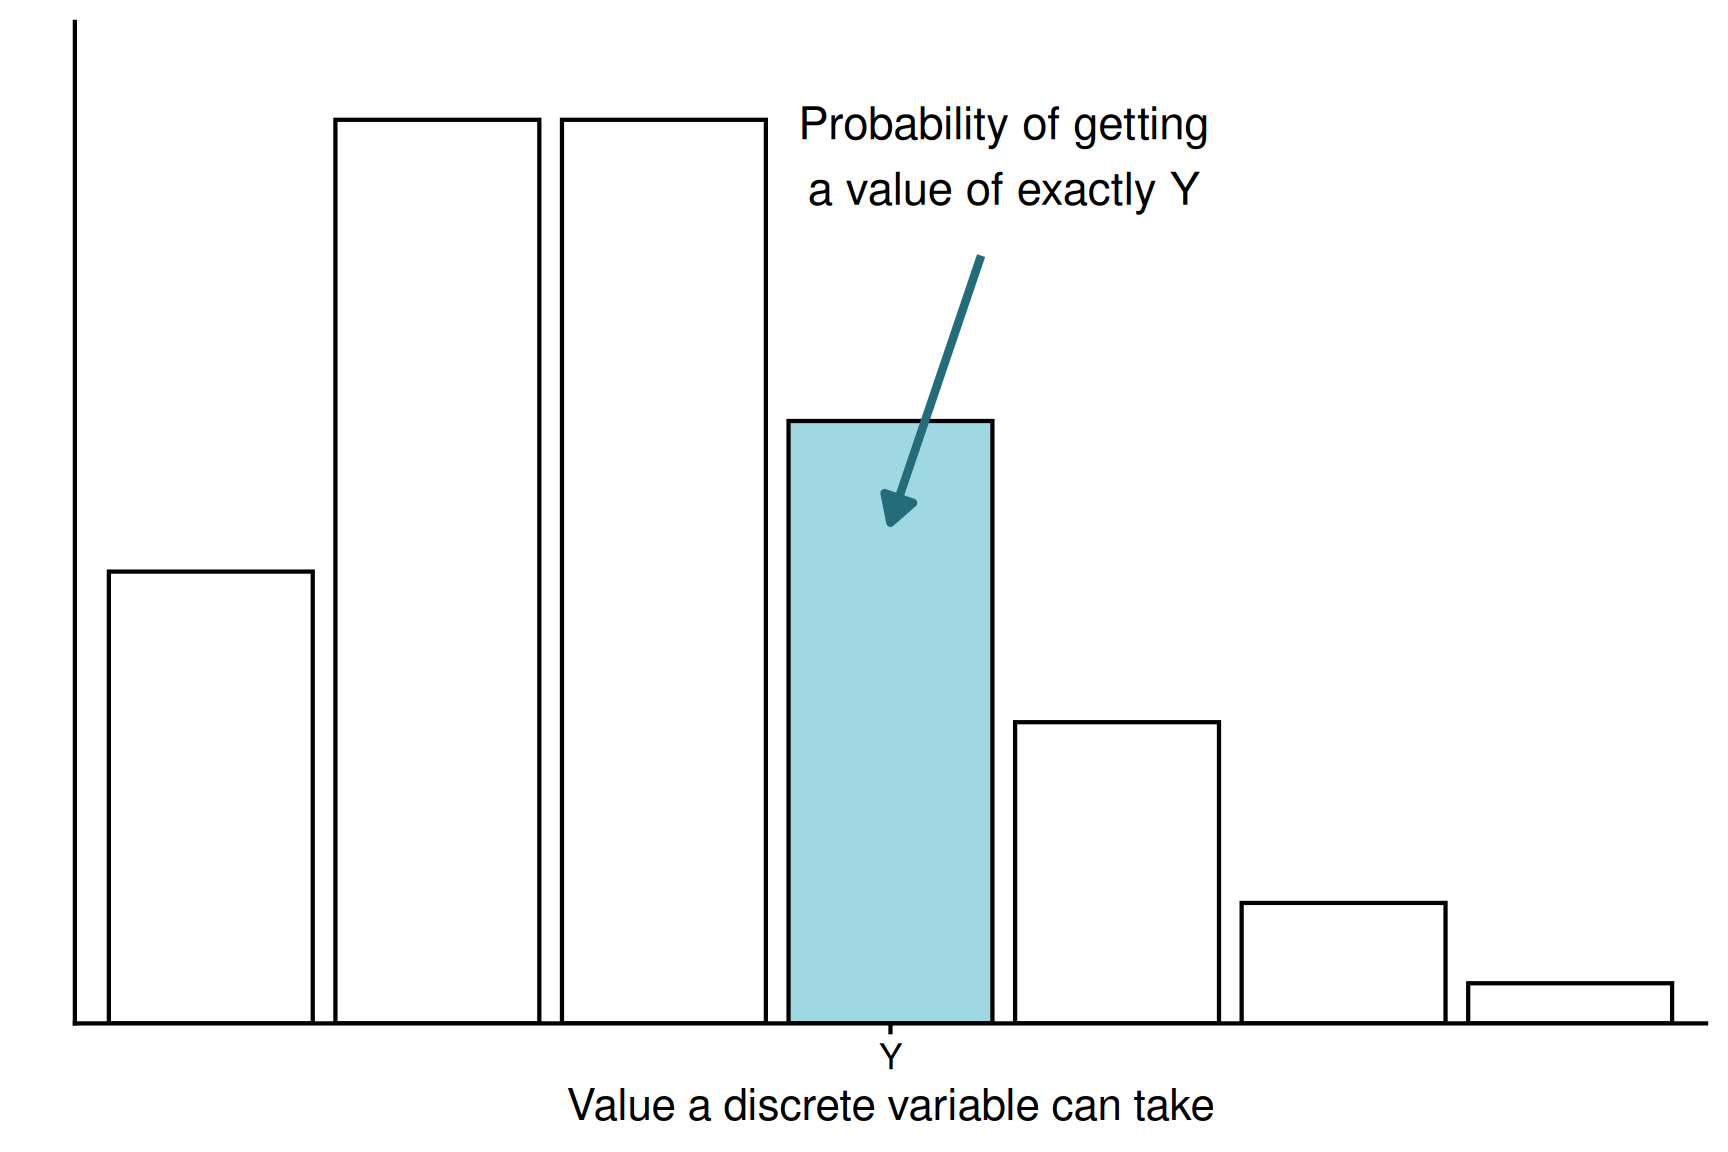 Probability of getting
a value of exactly Y
Y
Value a discrete variable can take